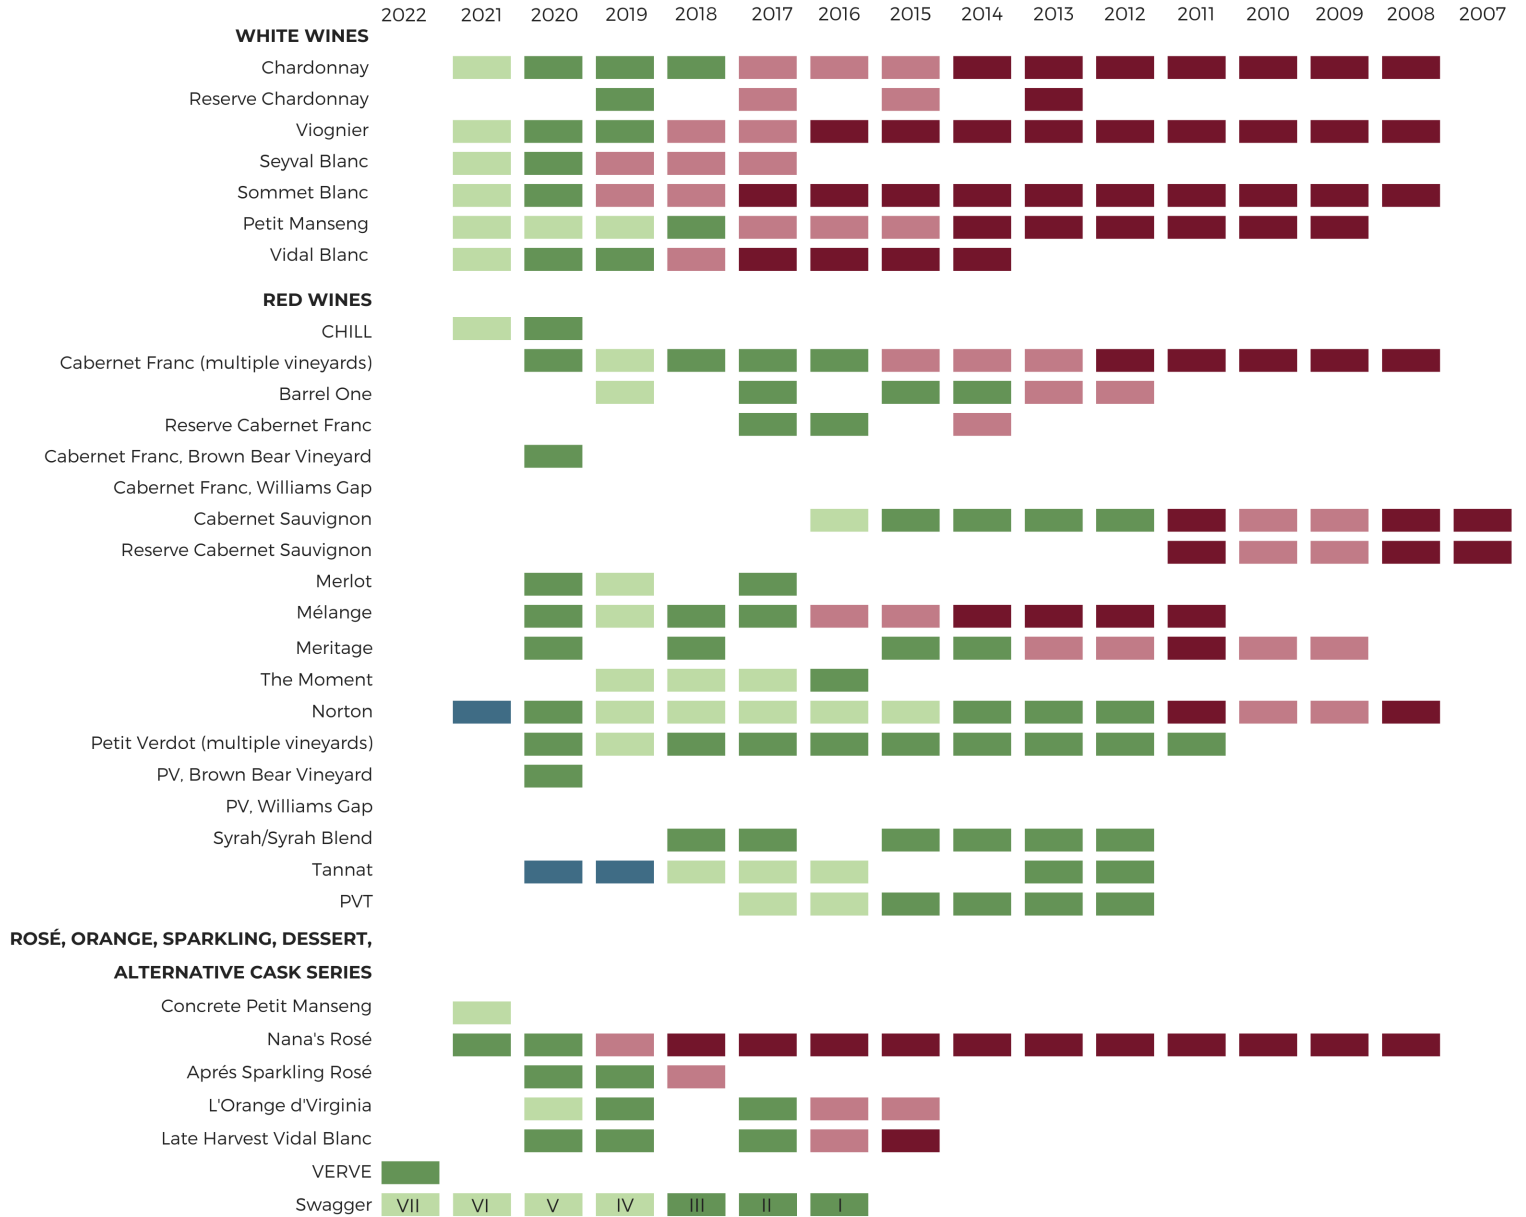 2022 2021 2020 2019 2018 2017 2016 2015 2014 2013 2012 2011 2010 2009 2008 2007
WHITE WINES
Chardonnay
Reserve Chardonnay
Viognier
Seyval Blanc
Sommet Blanc
Petit Manseng
Vidal Blanc
RED WINES
CHILL
Cabernet Franc (multiple vineyards)
Barrel One
Reserve Cabernet Franc
Cabernet Franc, Brown Bear Vineyard
Cabernet Franc, Williams Gap
Cabernet Sauvignon
Reserve Cabernet Sauvignon
Merlot
Mélange
Meritage
The Moment
Norton
Petit Verdot (multiple vineyards)
PV, Brown Bear Vineyard
PV, Williams Gap
Syrah/Syrah Blend
Tannat
PVT
ROSÉ, ORANGE, SPARKLING, DESSERT,
ALTERNATIVE CASK SERIES
Concrete Petit Manseng
Nana's Rosé
Aprés Sparkling Rosé
L'Orange d'Virginia
Late Harvest Vidal Blanc
VERVE
Swagger VII VI V IV III II I